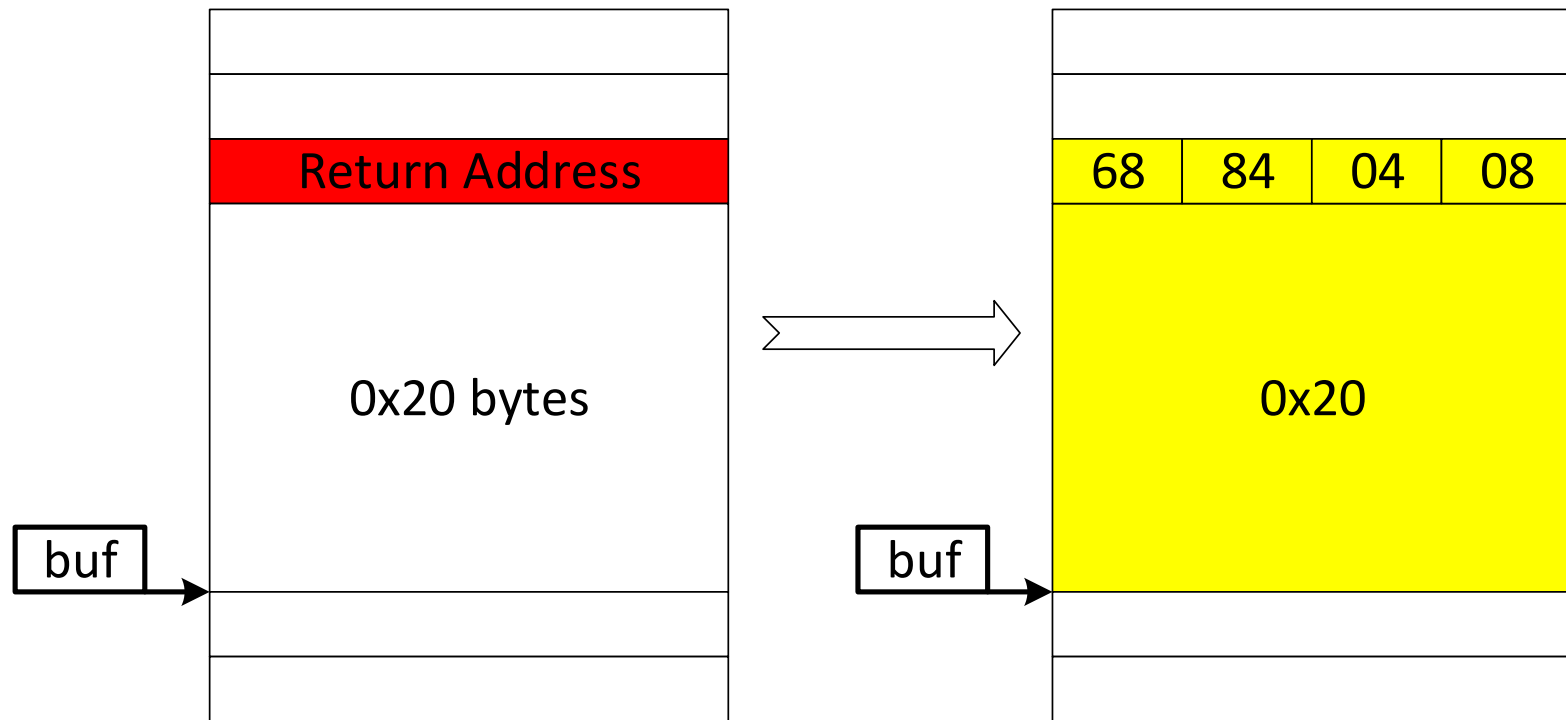 Return Address
68 84 04 08
0x20 bytes
0x20
buf
buf